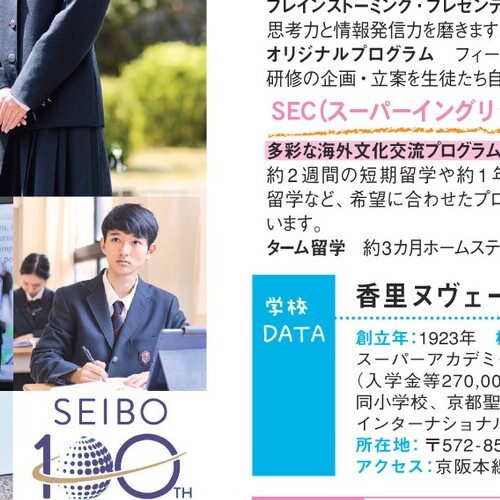 ブレインストーミング・プレゼンテ
思考力と情報発信力を磨きます
オリジナルプログラム　フィー
研修の企画・立案を生徒たち自
SEC(スーパーイングリ
多彩な海外文化交流プログラム
約２週間の短期留学や約１年
留学など、希望に合わせたプロ
います。
ターム留学　約3カ月ホームステ
学校
DATA
香里ヌヴェー
創立年：1923年
スーパーアカデミ
（入学金等270,00
同小学校、京都聖
インターナショナル
所在地：〒572-85
アクセス：京阪本線
SEIBO
100TH